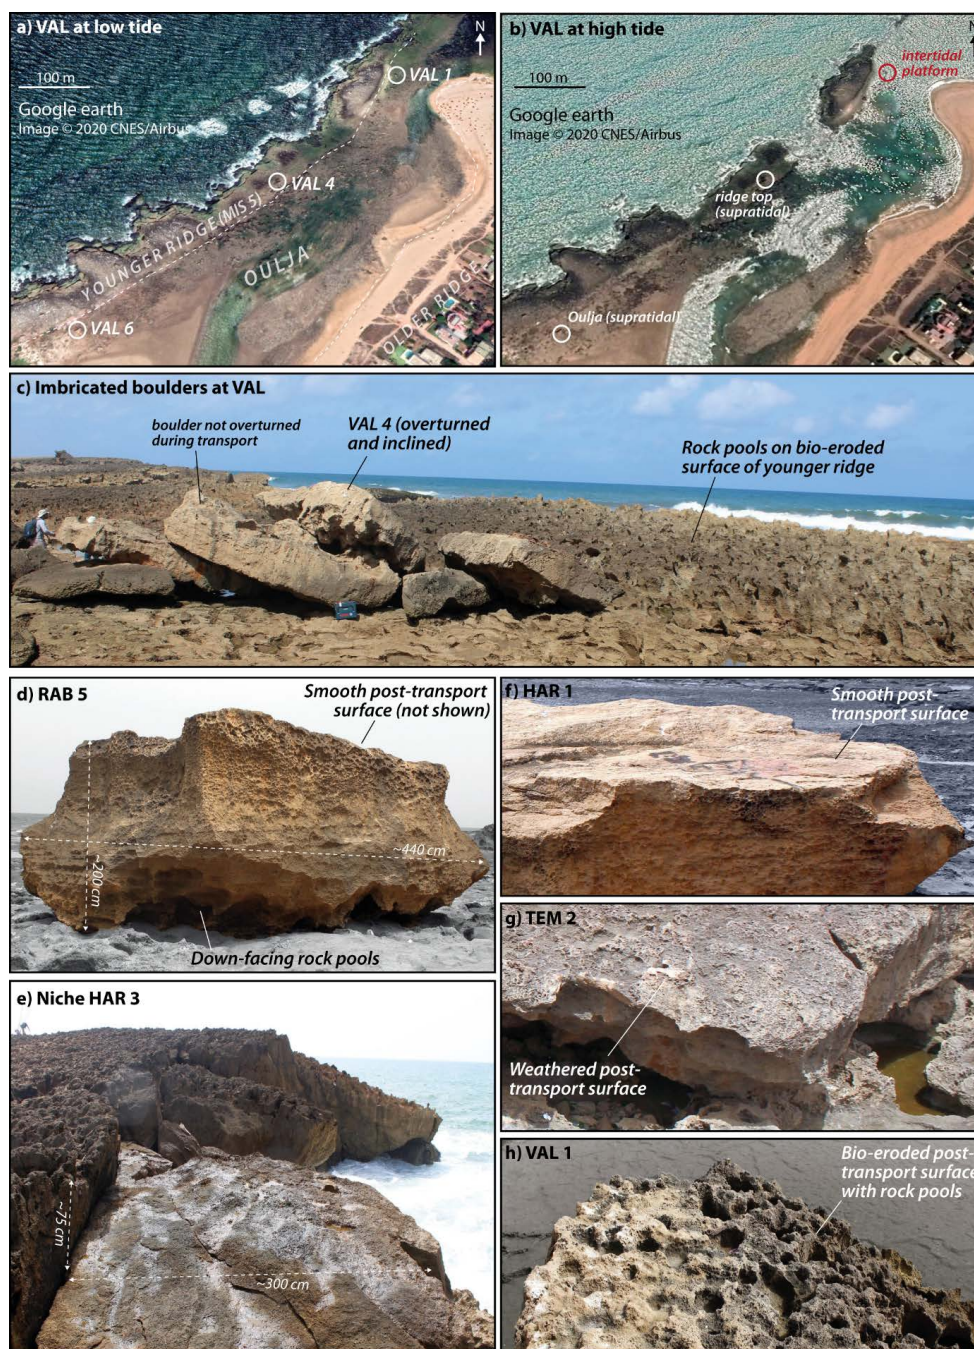 a) VAL at low tide
N
100 m
Google earth
Image © 2020 CNES/Airbus
VAL 1
VAL 4
YOUNGER RIDGE (MIS 5)
OULJA
VAL 6
OLDER RIDGE
b) VAL at high tide
N
100 m
Google earth
Image © 2020 CNES/Airbus
intertidal
platform
ridge top
(supratidal)
Oulja (supratidal)
c) Imbricated boulders at VAL
boulder not overturned
during transport
VAL 4 (overturned
and inclined)
Rock pools on bio-eroded
surface of younger ridge
d) RAB 5
Smooth post-transport
surface (not shown)
~440 cm
~200 cm
Down-facing rock pools
e) Niche HAR 3
~75 cm
~300 cm
f) HAR 1
Smooth post-
transport surface
g) TEM 2
Weathered post-
transport surface
h) VAL 1
Bio-eroded post-
transport surface
with rock pools